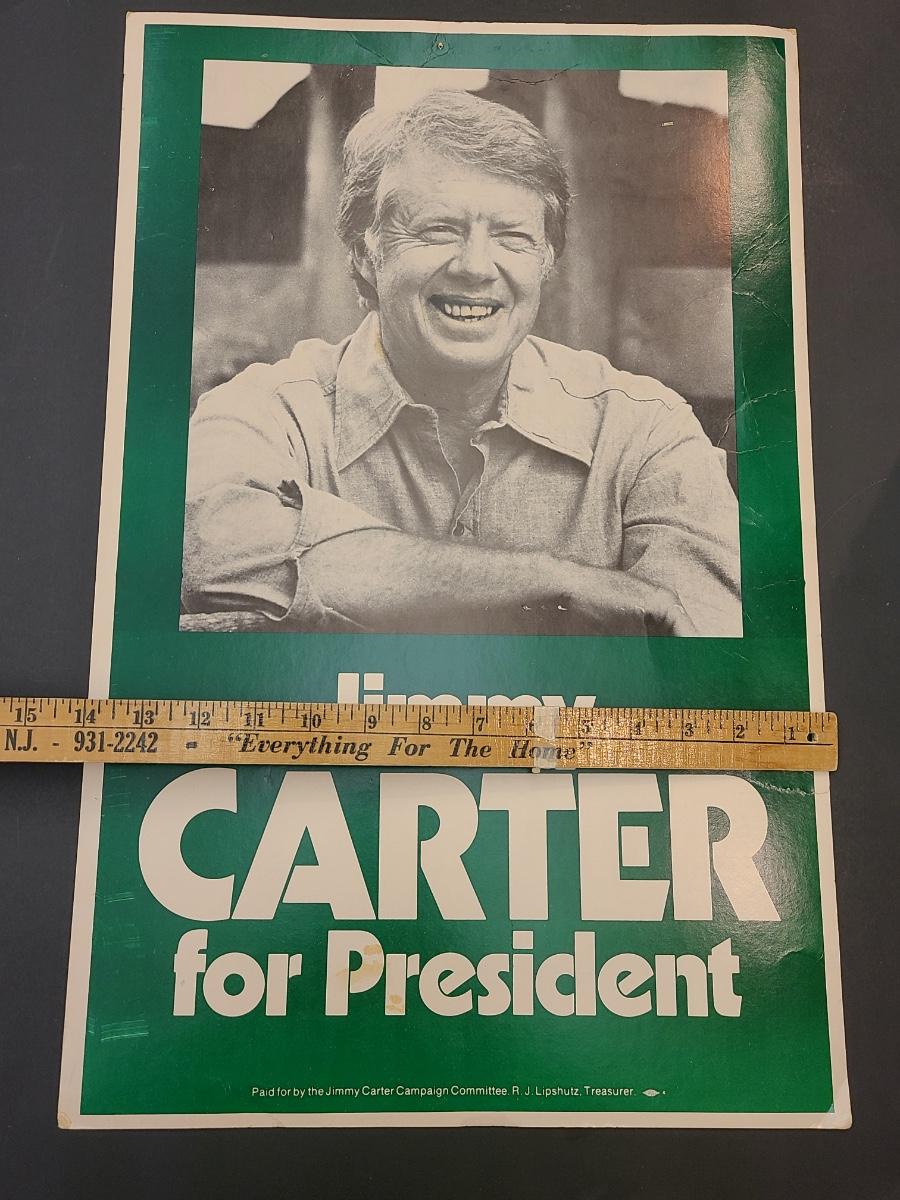 Jimmy
15 14 13 12 11 10 9 8 7 6 5 4 3 2 1
N.J. - 931-2242 = “Everything For The Home”
CARTER
for President
Paid for by the Jimmy Carter Campaign Committee. R. J. Lipshutz, Treasurer.